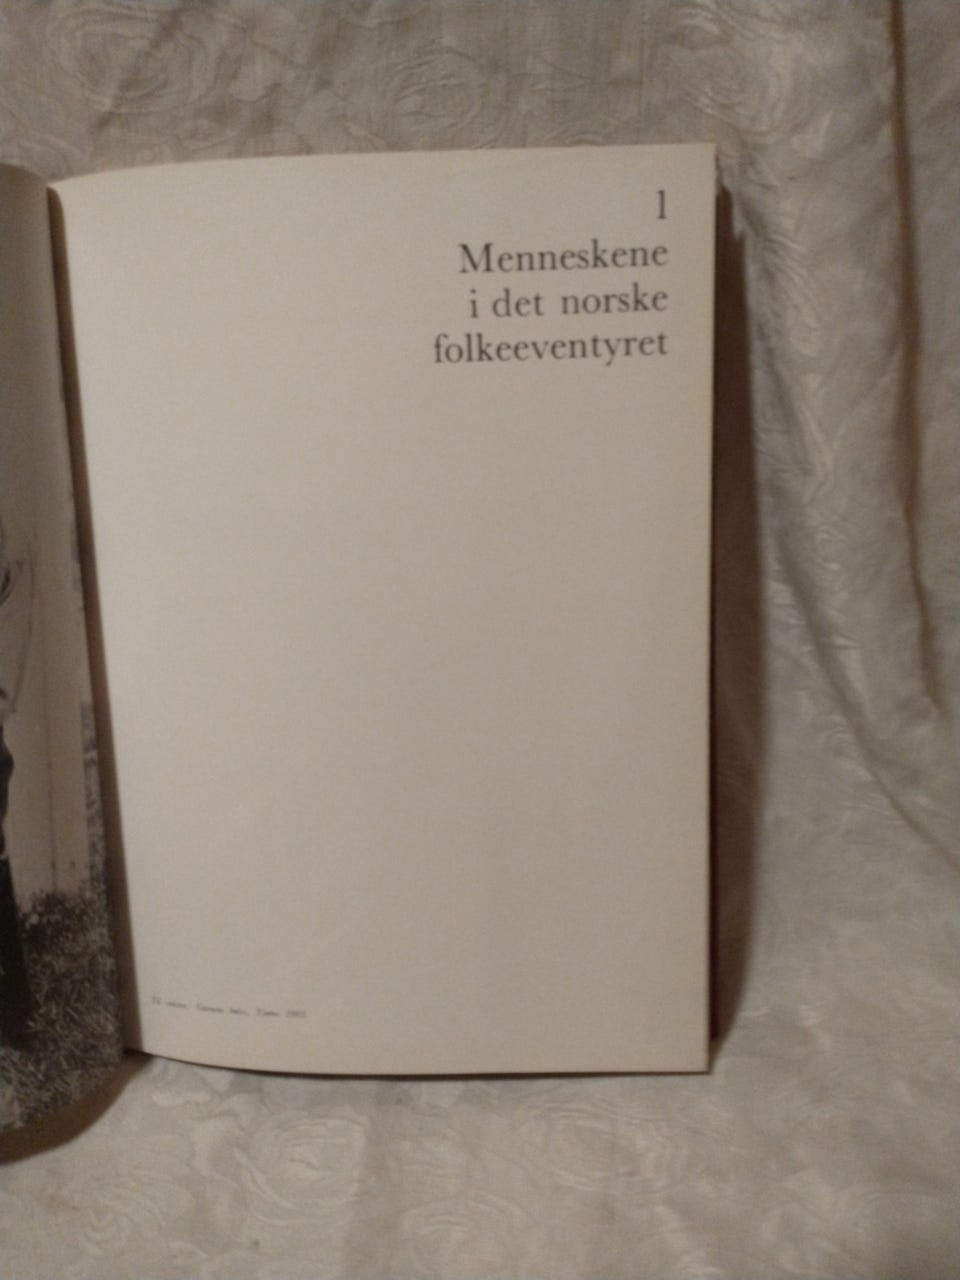 1
Menneskene
i det norske
folkeeventyret